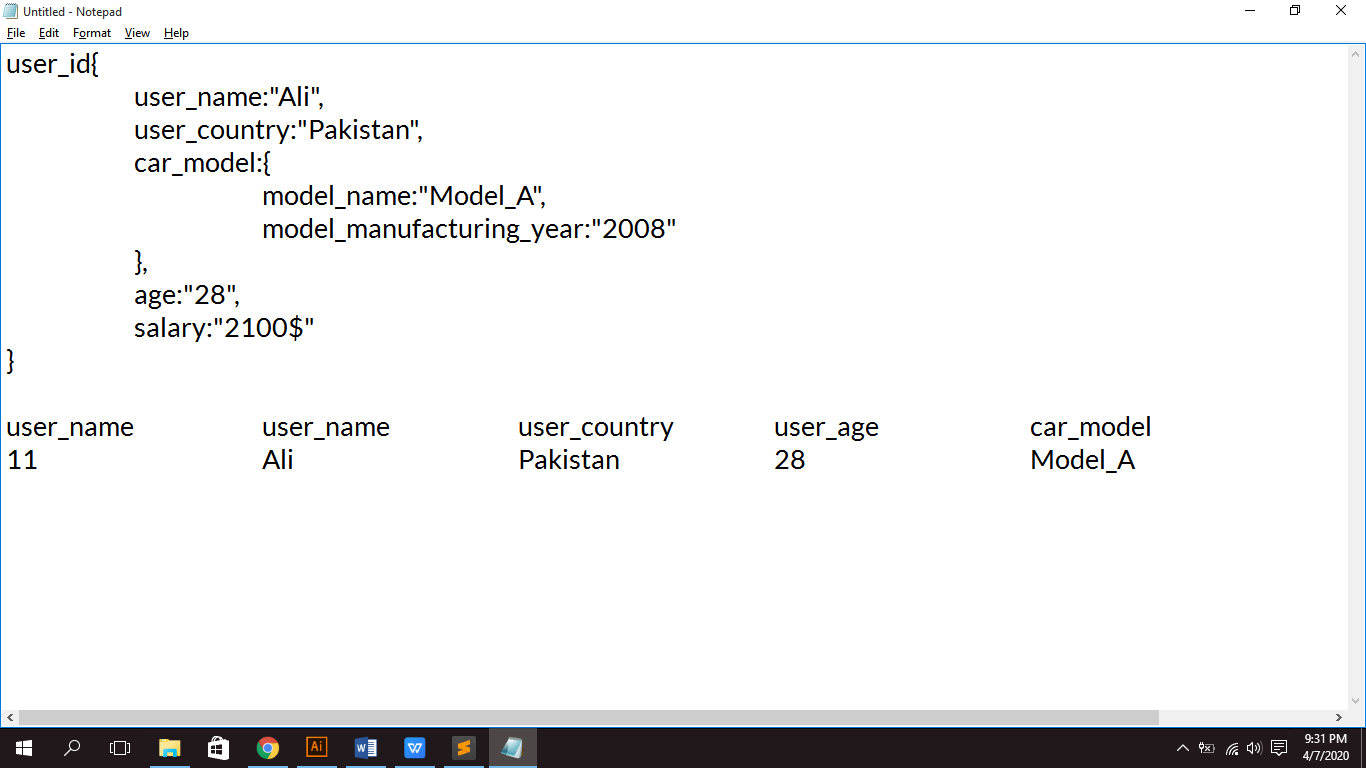 Untitled - Notepad
File Edit Format View Help
user_id{
user_name:"Ali",
user_country:"Pakistan",
car_model:{
model_name:"Model_A",
model_manufacturing_year:"2008"
},
age:"28",
salary:"2100$"
}
user_name user_name user_country user_age car_model
11 Ali Pakistan 28 Model_A
Ai
9:31 PM
4/7/2020